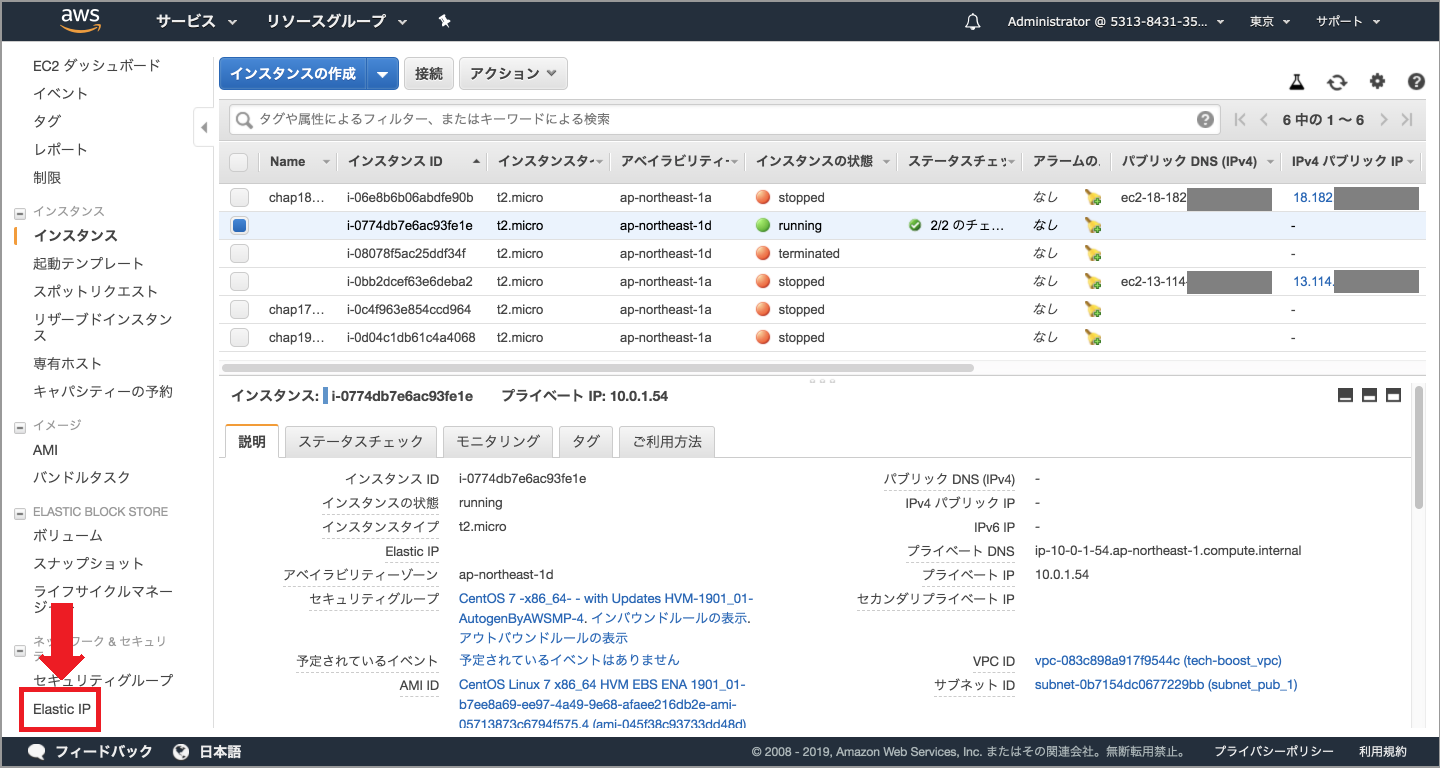 aws サービス リソースグループ Administrator @ 5313-8431-35... 東京 サポート
EC2 ダッシュボード
イベント
タグ
レポート
制限
インスタンス
インスタンス
起動テンプレート
スポットリクエスト
リザーブドインスタン
ス
専有ホスト
キャパシティーの予約
イメージ
AMI
バンドルタスク
ELASTIC BLOCK STORE
ボリューム
スナップショット
ライフサイクルマネー
ワーク & セキュリ
セキュリティグループ
Elastic IP
インスタンスの作成 接続 アクション
タグや属性によるフィルター、またはキーワードによる検索 6 中の 1 ～ 6
Name インスタンス ID インスタンスタ アベイラビリティ インスタンスの状態 ステータスチェッ アラームの. パブリック DNS (IPv4) IPv4 パブリック IP
chap18... i-06e8b6b06abdfe90b t2.micro ap-northeast-1a stopped なし ec2-18-182 18.182
i-0774db7e6ac93fe1e t2.micro ap-northeast-1d running 2/2 のチェ... なし -
i-08078f5ac25ddf34f t2.micro ap-northeast-1d terminated なし -
i-0bb2dcef63e6deba2 t2.micro ap-northeast-1a stopped なし ec2-13-114- 13.114.
chap17... i-0c4f963e854ccd964 t2.micro ap-northeast-1a stopped なし -
chap19... i-0d04c1db61c4a4068 t2.micro ap-northeast-1a stopped なし -
インスタンス: i-0774db7e6ac93fe1e プライベート IP: 10.0.1.54
説明 ステータスチェック モニタリング タグ ご利用方法
インスタンス ID i-0774db7e6ac93fe1e パブリック DNS (IPv4) -
インスタンスの状態 running IPv4 パブリック IP -
インスタンスタイプ t2.micro IPv6 IP -
Elastic IP プライベート DNS ip-10-0-1-54.ap-northeast-1.compute.internal
アベイラビリティーゾーン ap-northeast-1d プライベート IP 10.0.1.54
セキュリティグループ CentOS 7 -x86_64- - with Updates HVM-1901_01- セカンダリプライベート IP
AutogenByAWSMP-4. インバウンドルールの表示.
アウトバウンドルールの表示
予定されているイベント 予定されているイベントはありません VPC ID vpc-083c898a917f9544c (tech-boost_vpc)
AMI ID CentOS Linux 7 x86_64 HVM EBS ENA 1901_01- サブネット ID subnet-0b7154dc0677229bb (subnet_pub_1)
b7ee8a69-ee97-4a49-9e68-afaee216db2e-ami-
05713873c6794f575.4 (ami-045f38c93733dd48d)
フィードバック 日本語 © 2008 - 2019, Amazon Web Services, Inc. またはその関連会社。無断転用禁止。 プライバシーポリシー 利用規約